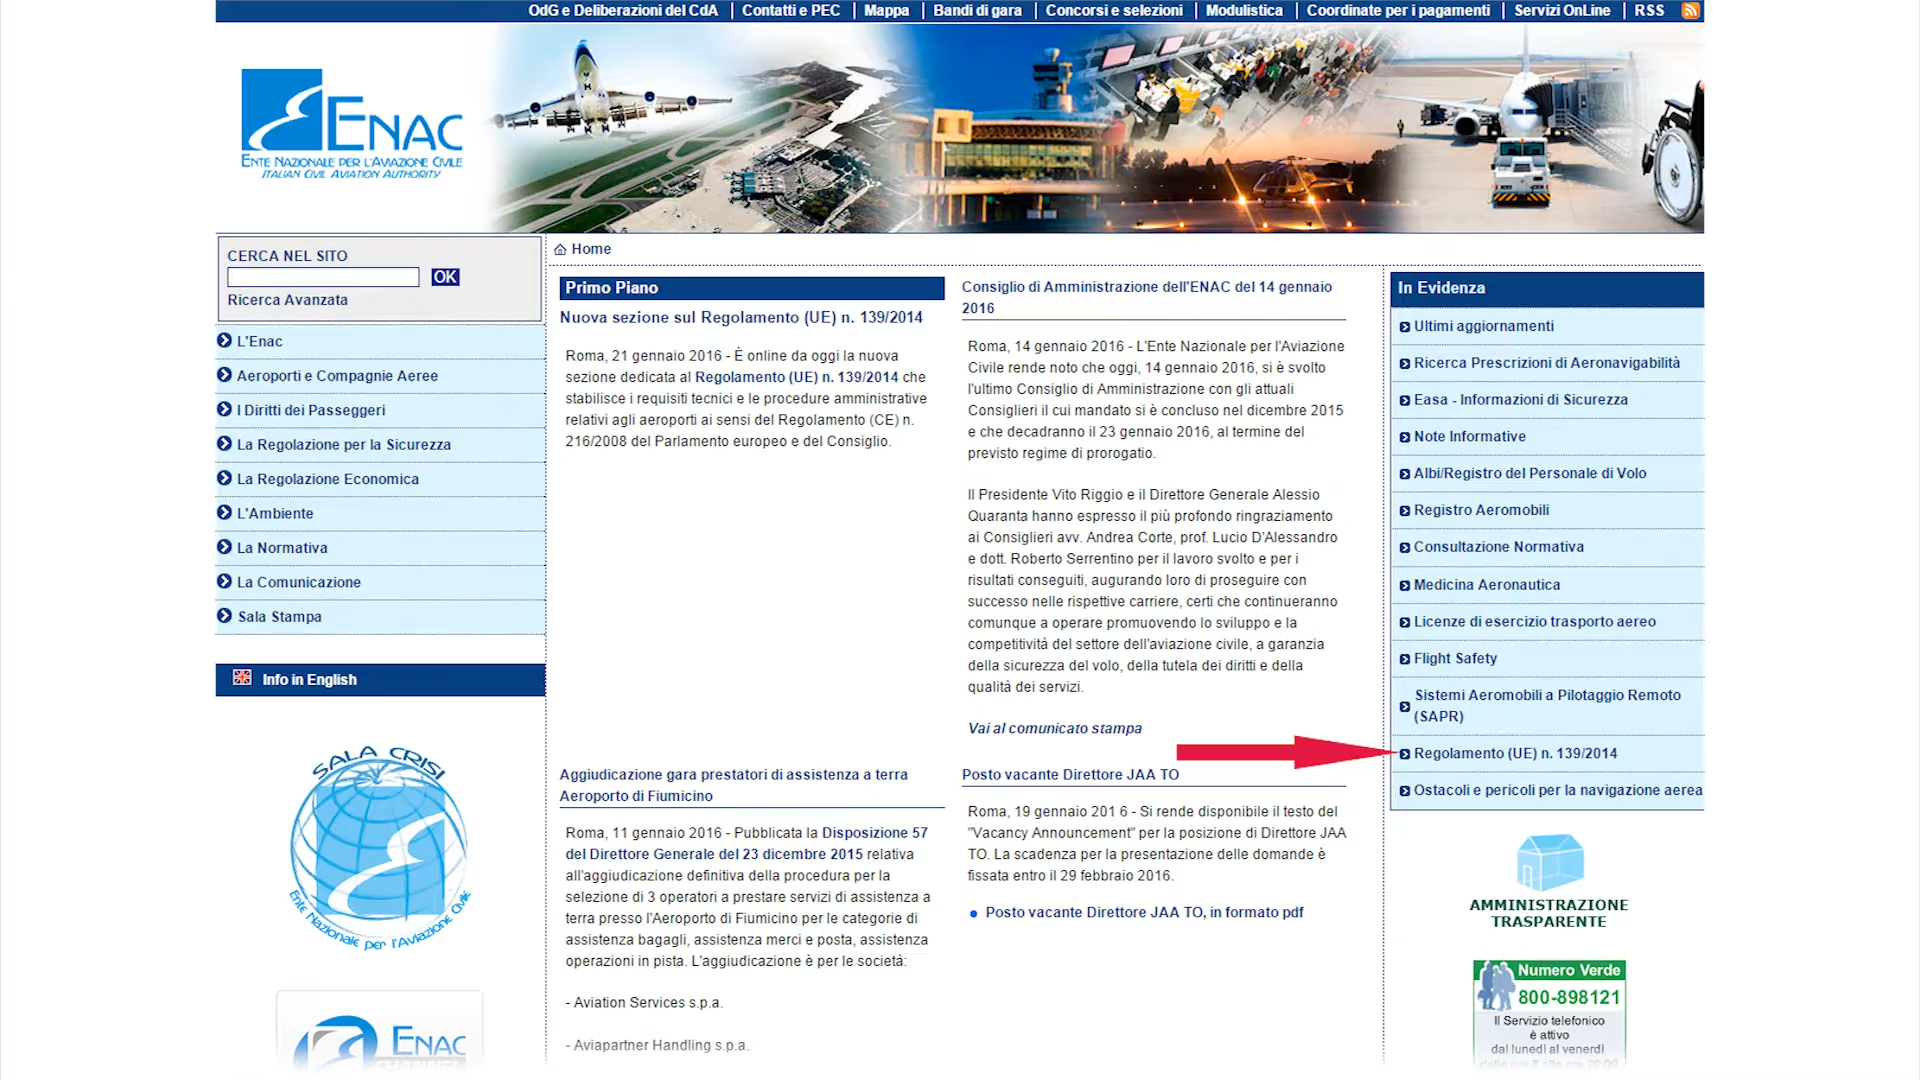 OdG e Deliberazioni del CdA | Contatti e PEC | Mappa | Bandi di gara | Concorsi e selezioni | Modulistica | Coordinate per i pagamenti | Servizi OnLine | RSS
ENAC
ENTE NAZIONALE PER L'AVIAZIONE CIVILE
ITALIAN CIVIL AVIATION AUTHORITY
CERCA NEL SITO
OK
Ricerca Avanzata
L'Enac
Aeroporti e Compagnie Aeree
I Diritti dei Passeggeri
La Regolazione per la Sicurezza
La Regolazione Economica
L'Ambiente
La Normativa
La Comunicazione
Sala Stampa
Info in English
SALA CRISI
Ente Nazionale per l'Aviazione Civile
ENAC
Home
Primo Piano
Nuova sezione sul Regolamento (UE) n. 139/2014
Roma, 21 gennaio 2016 - È online da oggi la nuova
sezione dedicata al Regolamento (UE) n. 139/2014 che
stabilisce i requisiti tecnici e le procedure amministrative
relativi agli aeroporti ai sensi del Regolamento (CE) n.
216/2008 del Parlamento europeo e del Consiglio.
Consiglio di Amministrazione dell'ENAC del 14 gennaio
2016
Roma, 14 gennaio 2016 - L'Ente Nazionale per l'Aviazione
Civile rende noto che oggi, 14 gennaio 2016, si è svolto
l'ultimo Consiglio di Amministrazione con gli attuali
Consiglieri il cui mandato si è concluso nel dicembre 2015
e che decadranno il 23 gennaio 2016, al termine del
previsto regime di prorogatio.
Il Presidente Vito Riggio e il Direttore Generale Alessio
Quaranta hanno espresso il più profondo ringraziamento
ai Consiglieri avv. Andrea Corte, prof. Lucio D'Alessandro
e dott. Roberto Serrentino per il lavoro svolto e per i
risultati conseguiti, augurando loro di proseguire con
successo nelle rispettive carriere, certi che continueranno
comunque a operare promuovendo lo sviluppo e la
competitività del settore dell'aviazione civile, a garanzia
della sicurezza del volo, della tutela dei diritti e della
qualità dei servizi.
Vai al comunicato stampa
Aggiudicazione gara prestatori di assistenza a terra
Aeroporto di Fiumicino
Roma, 11 gennaio 2016 - Pubblicata la Disposizione 57
del Direttore Generale del 23 dicembre 2015 relativa
all'aggiudicazione definitiva della procedura per la
selezione di 3 operatori a prestare servizi di assistenza a
terra presso l'Aeroporto di Fiumicino per le categorie di
assistenza bagagli, assistenza merci e posta, assistenza
operazioni in pista. L'aggiudicazione è per le società:
- Aviation Services s.p.a.
- Aviapartner Handling s.p.a.
Posto vacante Direttore JAA TO
Roma, 19 gennaio 201 6 - Si rende disponibile il testo del
"Vacancy Announcement" per la posizione di Direttore JAA
TO. La scadenza per la presentazione delle domande è
fissata entro il 29 febbraio 2016.
Posto vacante Direttore JAA TO, in formato pdf
In Evidenza
Ultimi aggiornamenti
Ricerca Prescrizioni di Aeronavigabilità
Easa - Informazioni di Sicurezza
Note Informative
Albi/Registro del Personale di Volo
Registro Aeromobili
Consultazione Normativa
Medicina Aeronautica
Licenze di esercizio trasporto aereo
Flight Safety
Sistemi Aeromobili a Pilotaggio Remoto
(SAPR)
Regolamento (UE) n. 139/2014
Ostacoli e pericoli per la navigazione aerea
AMMINISTRAZIONE
TRASPARENTE
Numero Verde
800-898121
Il Servizio telefonico
è attivo
dal lunedì al venerdì